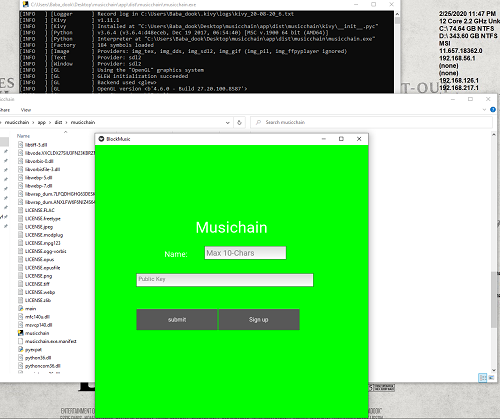 C:\Users\Baba_dook\Desktop\musicchain\app\dist\musicchain\musicchain.exe
[INFO ] [Logger ] Record log in C:\Users\Baba_dook\.kivy\logs\kivy_20-08-20_6.txt
[INFO ] [Kivy ] v1.11.1
[INFO ] [Kivy ] Installed at "C:\Users\Baba_dook\Desktop\musicchain\app\dist\musicchain\kivy\__init__.pyc"
[INFO ] [Python ] v3.6.4 (v3.6.4:d48eceb, Dec 19 2017, 06:54:40) [MSC v.1900 64 bit (AMD64)]
[INFO ] [Python ] Interpreter at "C:\Users\Baba_dook\Desktop\musicchain\app\dist\musicchain\musicchain.exe"
[INFO ] [Factory ] 184 symbols loaded
[INFO ] [Image ] Providers: img_tex, img_dds, img_sdl2, img_gif (img_pil, img_ffpyplayer ignored)
[INFO ] [Text ] Provider: sdl2
[INFO ] [Window ] Provider: sdl2
[INFO ] [GL ] Using the "OpenGL" graphics system
[INFO ] [GL ] GLEW initialization succeeded
[INFO ] [GL ] Backend used <glew>
[INFO ] [GL ] OpenGL version <b'4.6.0 - Build 27.20.100.8587'>
2/25/2020 11:47 PM
12 Core 2.2 GHz
C:\ 74.64 GB NTFS
D:\ 343.60 GB NTFS
MSI
11.657.18362.0
192.168.56.1
(none)
(none)
192.168.126.1
192.168.217.1
T-OU
musicchain
Share View
musicchain › app › dist › musicchain
Search musicchain
libtiff-5.dll
libvorbis-0.dll
libvorbisfile-3.dll
libwebp-5.dll
libwebp-7.dll
LICENSE.FLAC
LICENSE.freetype
LICENSE.jpeg
LICENSE.modplug
LICENSE.mpg123
LICENSE.ogg-vorbis
LICENSE.opus
LICENSE.opusfile
LICENSE.png
LICENSE.tiff
LICENSE.webp
LICENSE.zlib
main
mfc140u.dll
msvcp140.dll
musicchain
musicchain.exe.manifest
pyexpat
python36.dll
pythoncom36.dll
BlockMusic
Musichain
Name:
Max 10-Chars
Public Key
submit
Sign up